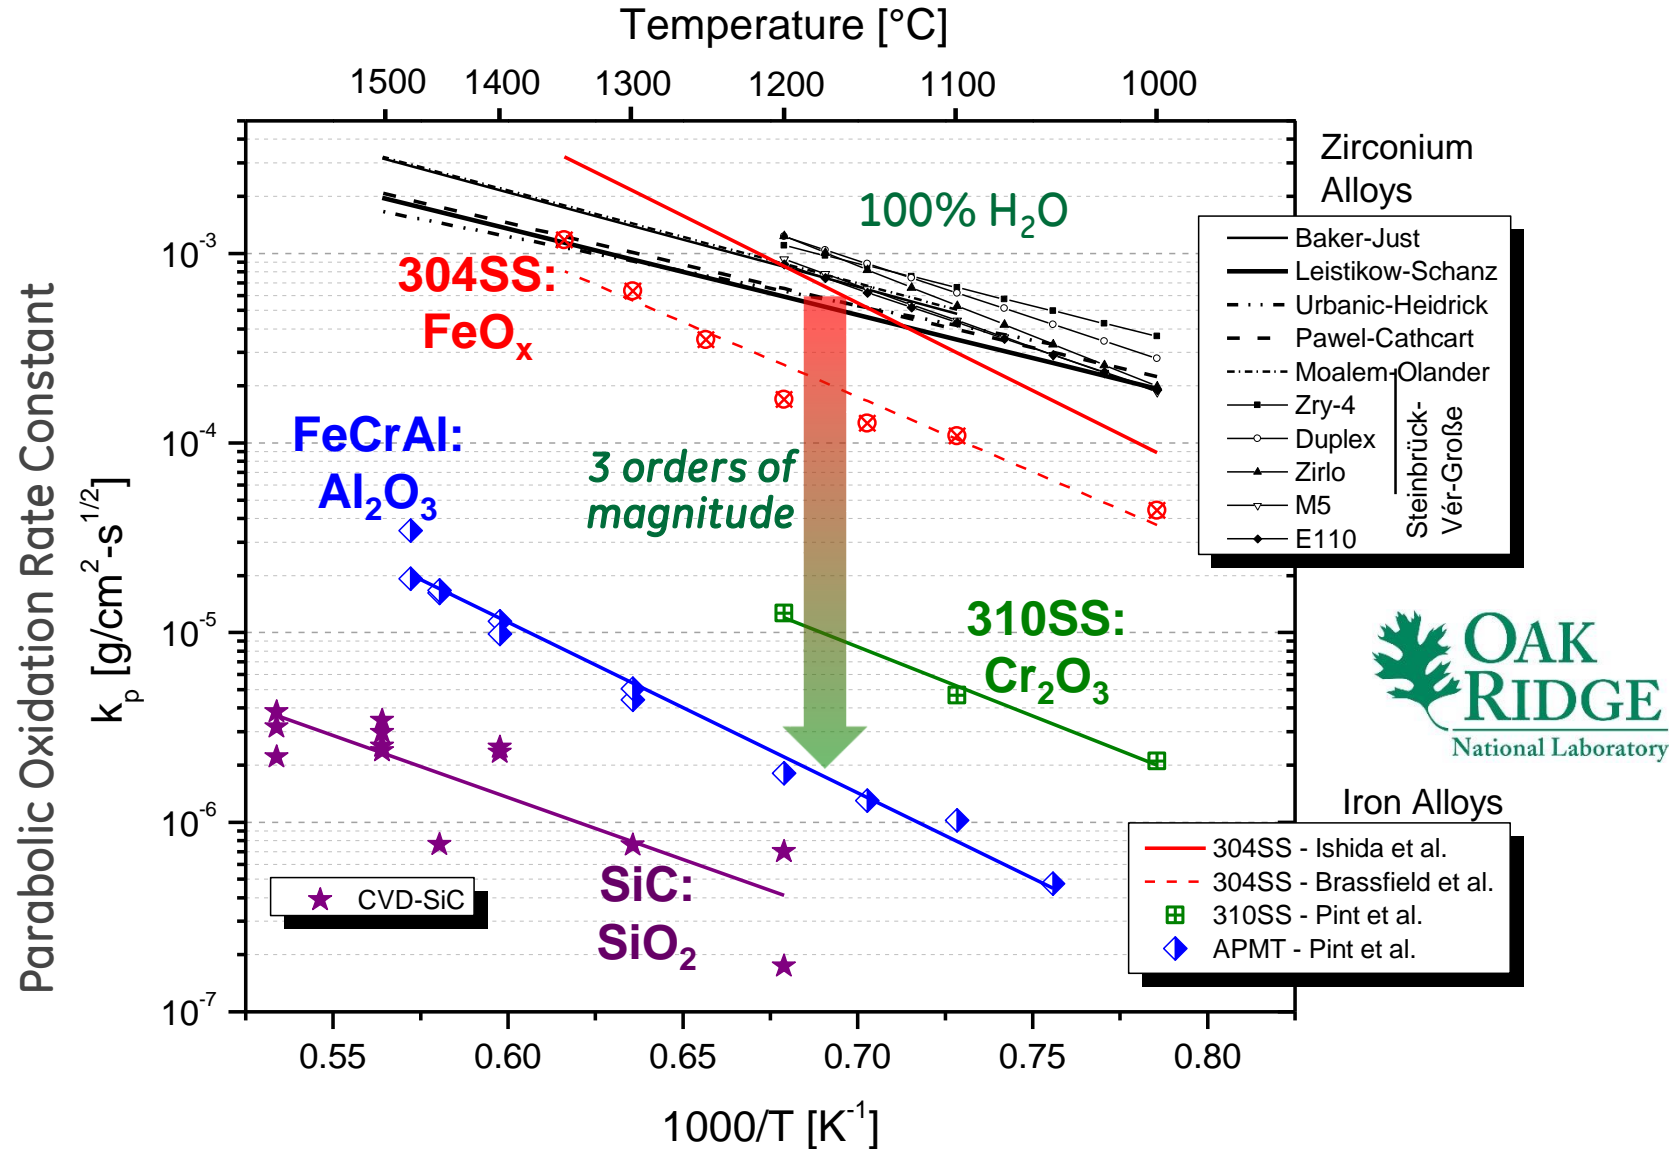 Temperature [°C]
1500 1400 1300 1200 1100 1000
Parabolic Oxidation Rate Constant
k_p [g/cm^2-s^1/2]
10^-3
10^-4
10^-5
10^-6
10^-7
100% H₂O
304SS:
FeOₓ
FeCrAl:
Al₂O₃
3 orders of
magnitude
310SS:
Cr₂O₃
SiC:
SiO₂
CVD-SiC
Zirconium
Alloys
Baker-Just
Leistikow-Schanz
Urbanic-Heidrick
Pawel-Cathcart
Moalem-Olander
Zry-4
Duplex
Zirlo
M5
E110
Steinbrück-
Vér-Große
OAK
RIDGE
National Laboratory
Iron Alloys
304SS - Ishida et al.
304SS - Brassfield et al.
310SS - Pint et al.
APMT - Pint et al.
0.55 0.60 0.65 0.70 0.75 0.80
1000/T [K^-1]